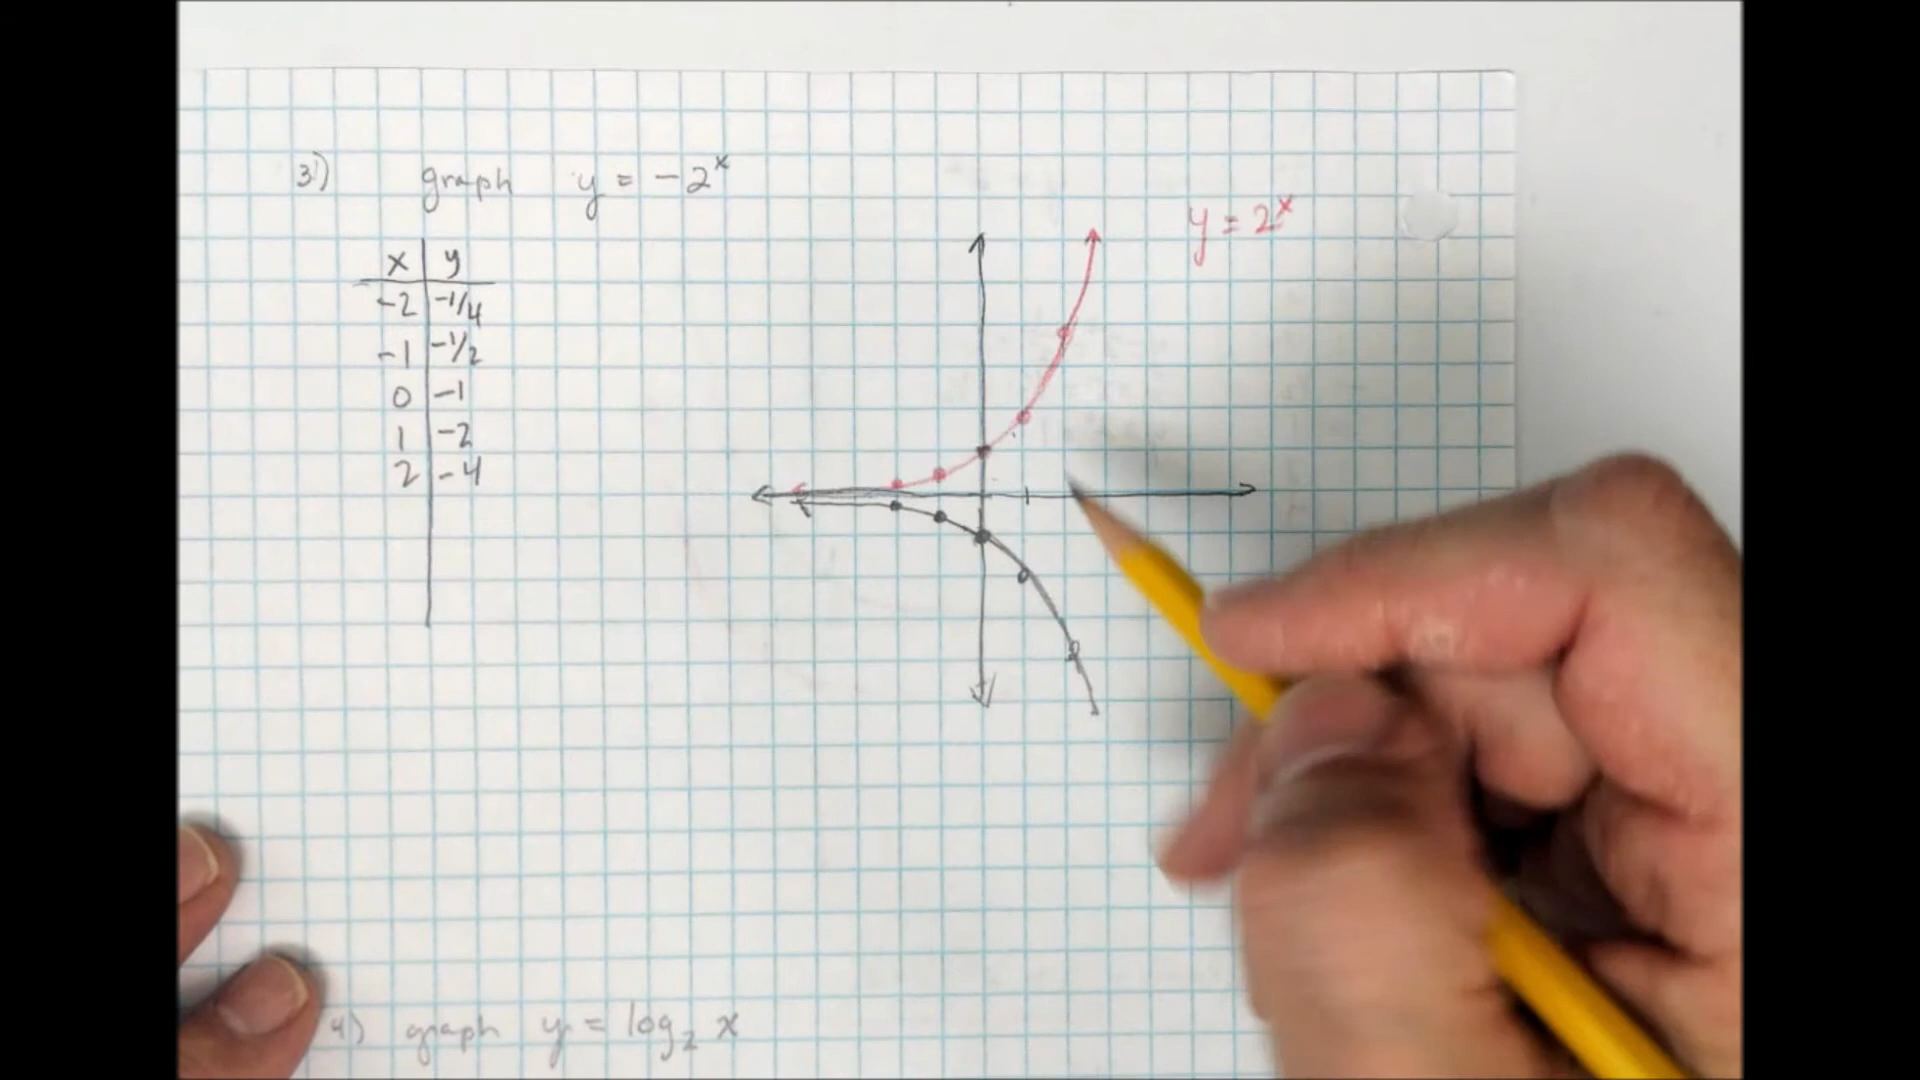 3) graph y = -2^x
y = 2^x
x y
-2 -1/4
-1 -1/2
0 -1
1 -2
2 -4
4) graph y = log₂ x